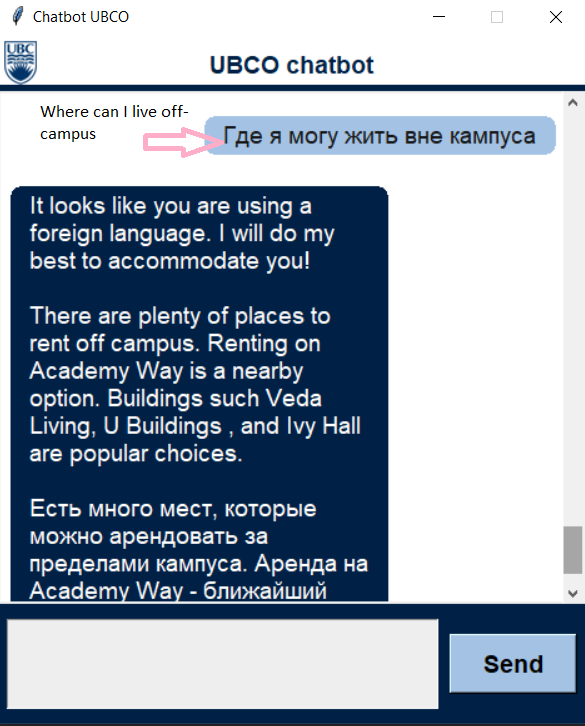 Chatbot UBCO
UBC
UBCO chatbot
Where can I live off-
campus
Где я могу жить вне кампуса
It looks like you are using a
foreign language. I will do my
best to accommodate you!
There are plenty of places to
rent off campus. Renting on
Academy Way is a nearby
option. Buildings such Veda
Living, U Buildings , and Ivy Hall
are popular choices.
Есть много мест, которые
можно арендовать за
пределами кампуса. Аренда на
Academy Way - ближайший
Send